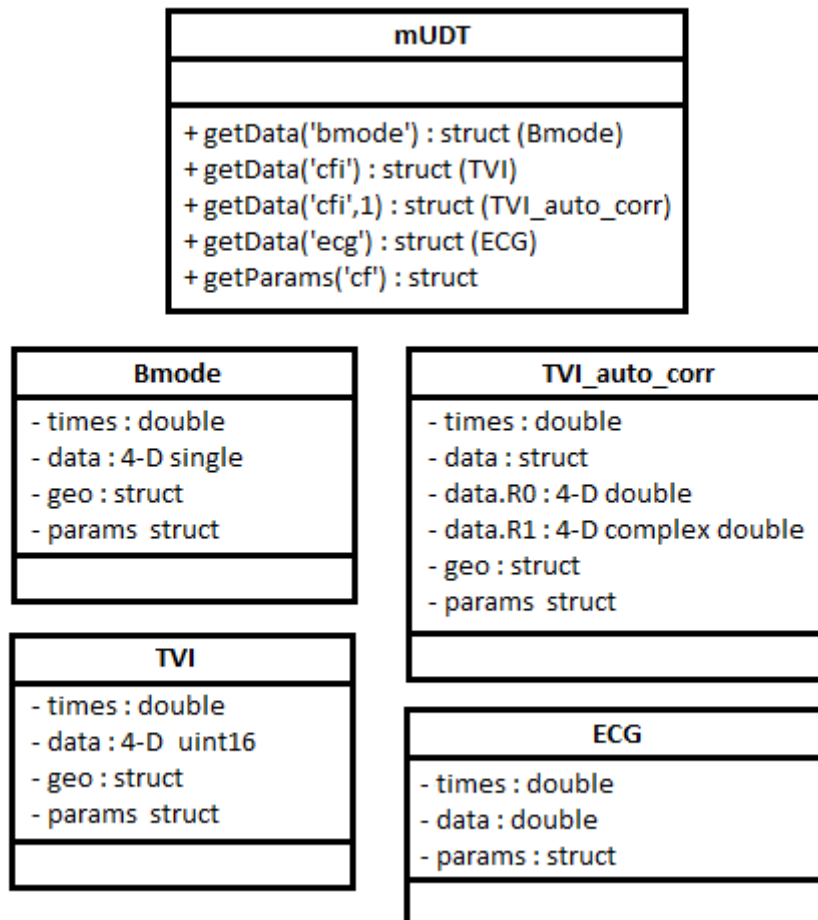 mUDT
+ getData('bmode') : struct (Bmode)
+ getData('cfi') : struct (TVI)
+ getData('cfi',1) : struct (TVI_auto_corr)
+ getData('ecg') : struct (ECG)
+ getParams('cf') : struct
Bmode
- times : double
- data : 4-D single
- geo : struct
- params struct
TVI_auto_corr
- times : double
- data : struct
- data.R0 : 4-D double
- data.R1 : 4-D complex double
- geo : struct
- params struct
TVI
- times : double
- data : 4-D uint16
- geo : struct
- params struct
ECG
- times : double
- data : double
- params : struct